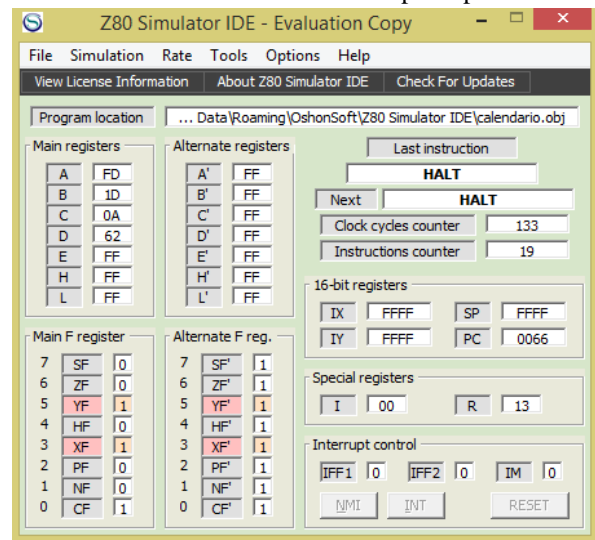 Z80 Simulator IDE - Evaluation Copy
File Simulation Rate Tools Options Help
View License Information About Z80 Simulator IDE Check For Updates
Program location ... Data\Roaming\OshonSoft\Z80 Simulator IDE\calendario.obj
Main registers
A FD
B 1D
C 0A
D 62
E FF
H FF
L FF
Alternate registers
A' FF
B' FF
C' FF
D' FF
E' FF
H' FF
L' FF
Last instruction
HALT
Next HALT
Clock cycles counter 133
Instructions counter 19
16-bit registers
IX FFFF SP FFFF
IY FFFF PC 0066
Main F register
7 SF 0
6 ZF 0
5 YF 1
4 HF 0
3 XF 1
2 PF 0
1 NF 0
0 CF 1
Alternate F reg.
7 SF' 1
6 ZF' 1
5 YF' 1
4 HF' 1
3 XF' 1
2 PF' 1
1 NF' 1
0 CF' 1
Special registers
I 00 R 13
Interrupt control
IFF1 0 IFF2 0 IM 0
NMI INT RESET